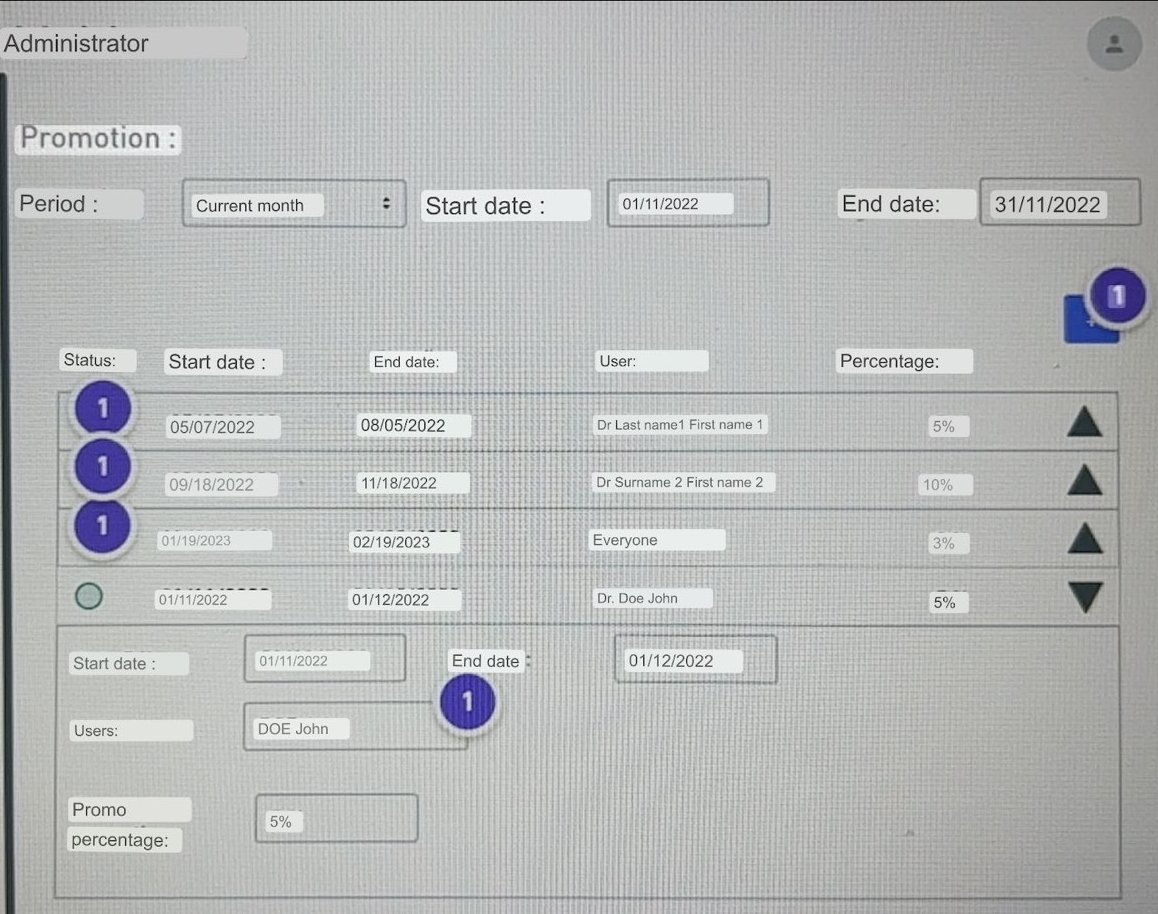 Administrator
Promotion :
Period : Current month Start date : 01/11/2022 End date: 31/11/2022
1
Status: Start date : End date: User: Percentage:
1 05/07/2022 08/05/2022 Dr Last name1 First name 1 5%
1 09/18/2022 11/18/2022 Dr Surname 2 First name 2 10%
1 01/19/2023 02/19/2023 Everyone 3%
01/11/2022 01/12/2022 Dr. Doe John 5%
Start date : 01/11/2022 End date : 01/12/2022
1
Users: DOE John
Promo
percentage: 5%